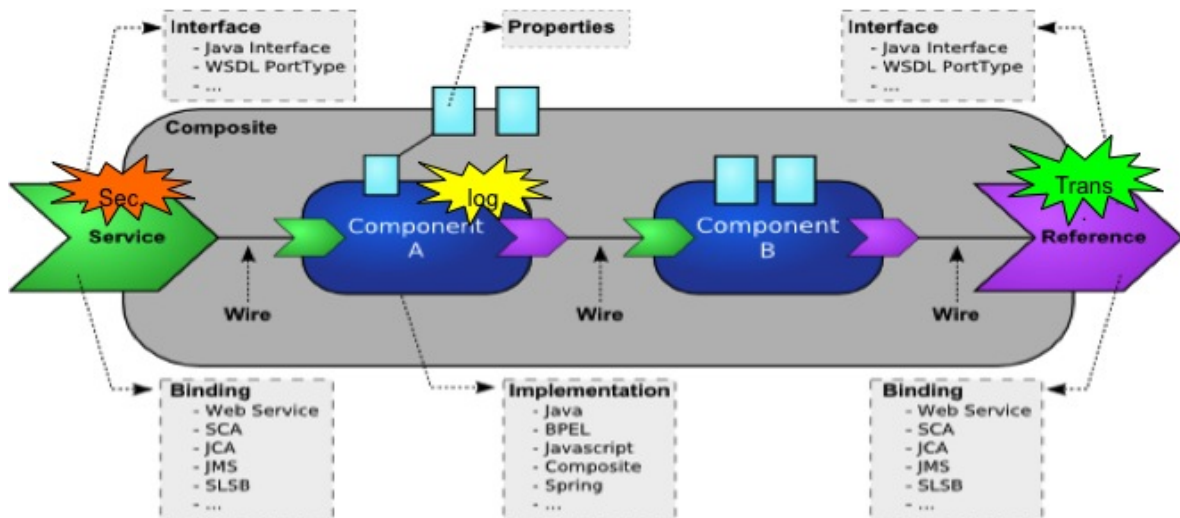 Interface
- Java Interface
- WSDL PortType
- ...
Properties
Interface
- Java Interface
- WSDL PortType
- ...
Composite
Sec
log
Trans
.
Service
Component
A
Component
B
Reference
Wire
Wire
Wire
Binding
- Web Service
- SCA
- JCA
- JMS
- SLSB
- ...
Implementation
- Java
- BPEL
- Javascript
- Composite
- Spring
- ...
Binding
- Web Service
- SCA
- JCA
- JMS
- SLSB
- ...